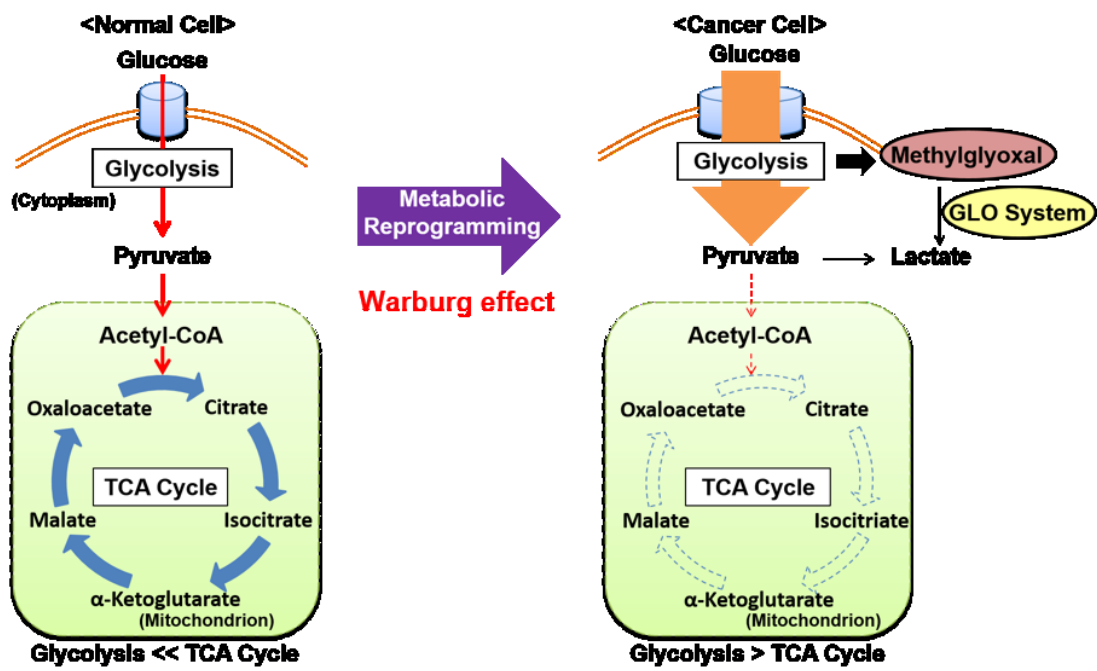 <Normal Cell>
Glucose
Glycolysis
(Cytoplasm)
Pyruvate
Acetyl-CoA
Oxaloacetate
Citrate
TCA Cycle
Malate
Isocitrate
α-Ketoglutarate
(Mitochondrion)
Glycolysis << TCA Cycle
Metabolic
Reprogramming
Warburg effect
<Cancer Cell>
Glucose
Glycolysis
Methylglyoxal
GLO System
Pyruvate
Lactate
Acetyl-CoA
Oxaloacetate
Citrate
TCA Cycle
Malate
Isocitriate
α-Ketoglutarate
(Mitochondrion)
Glycolysis > TCA Cycle